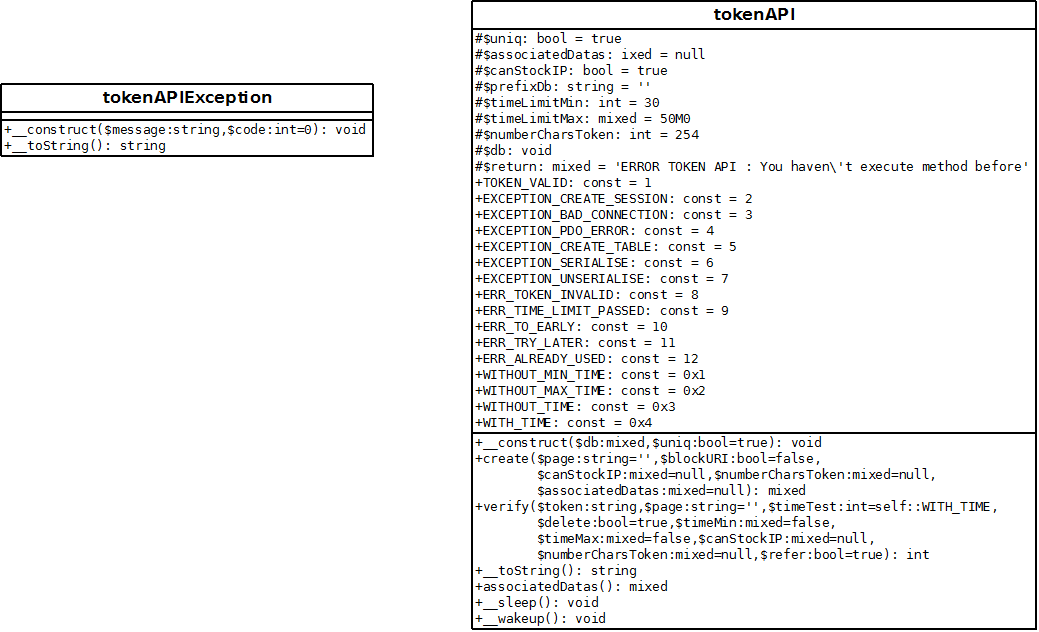 tokenAPIException
+__construct($message:string,$code:int=0): void
+__toString(): string
tokenAPI
#$uniq: bool = true
#$associatedDatas: ixed = null
#$canStockIP: bool = true
#$prefixDb: string = ''
#$timeLimitMin: int = 30
#$timeLimitMax: mixed = 50M0
#$numberCharsToken: int = 254
#$db: void
#$return: mixed = 'ERROR TOKEN API : You haven\'t execute method before'
+TOKEN_VALID: const = 1
+EXCEPTION_CREATE_SESSION: const = 2
+EXCEPTION_BAD_CONNECTION: const = 3
+EXCEPTION_PDO_ERROR: const = 4
+EXCEPTION_CREATE_TABLE: const = 5
+EXCEPTION_SERIALISE: const = 6
+EXCEPTION_UNSERIALISE: const = 7
+ERR_TOKEN_INVALID: const = 8
+ERR_TIME_LIMIT_PASSED: const = 9
+ERR_TO_EARLY: const = 10
+ERR_TRY_LATER: const = 11
+ERR_ALREADY_USED: const = 12
+WITHOUT_MIN_TIME: const = 0x1
+WITHOUT_MAX_TIME: const = 0x2
+WITHOUT_TIME: const = 0x3
+WITH_TIME: const = 0x4
+__construct($db:mixed,$uniq:bool=true): void
+create($page:string='',$blockURI:bool=false,
$canStockIP:mixed=null,$numberCharsToken:mixed=null,
$associatedDatas:mixed=null): mixed
+verify($token:string,$page:string='',$timeTest:int=self::WITH_TIME,
$delete:bool=true,$timeMin:mixed=false,
$timeMax:mixed=false,$canStockIP:mixed=null,
$numberCharsToken:mixed=null,$refer:bool=true): int
+__toString(): string
+associatedDatas(): mixed
+__sleep(): void
+__wakeup(): void